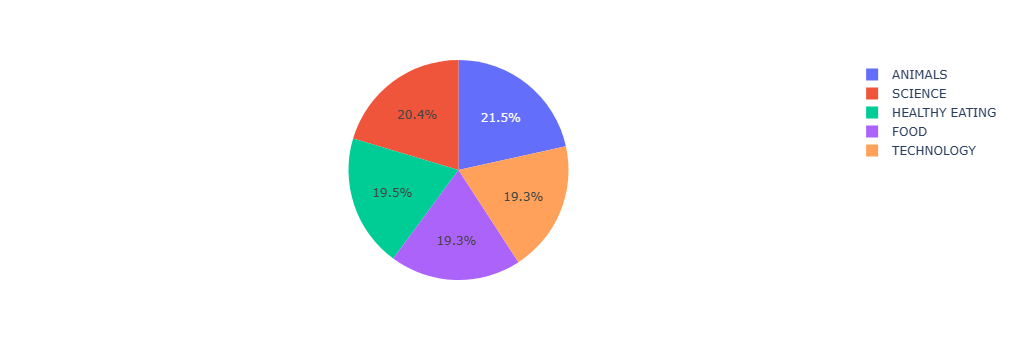 21.5%
20.4%
19.5%
19.3%
19.3%
ANIMALS
SCIENCE
HEALTHY EATING
FOOD
TECHNOLOGY